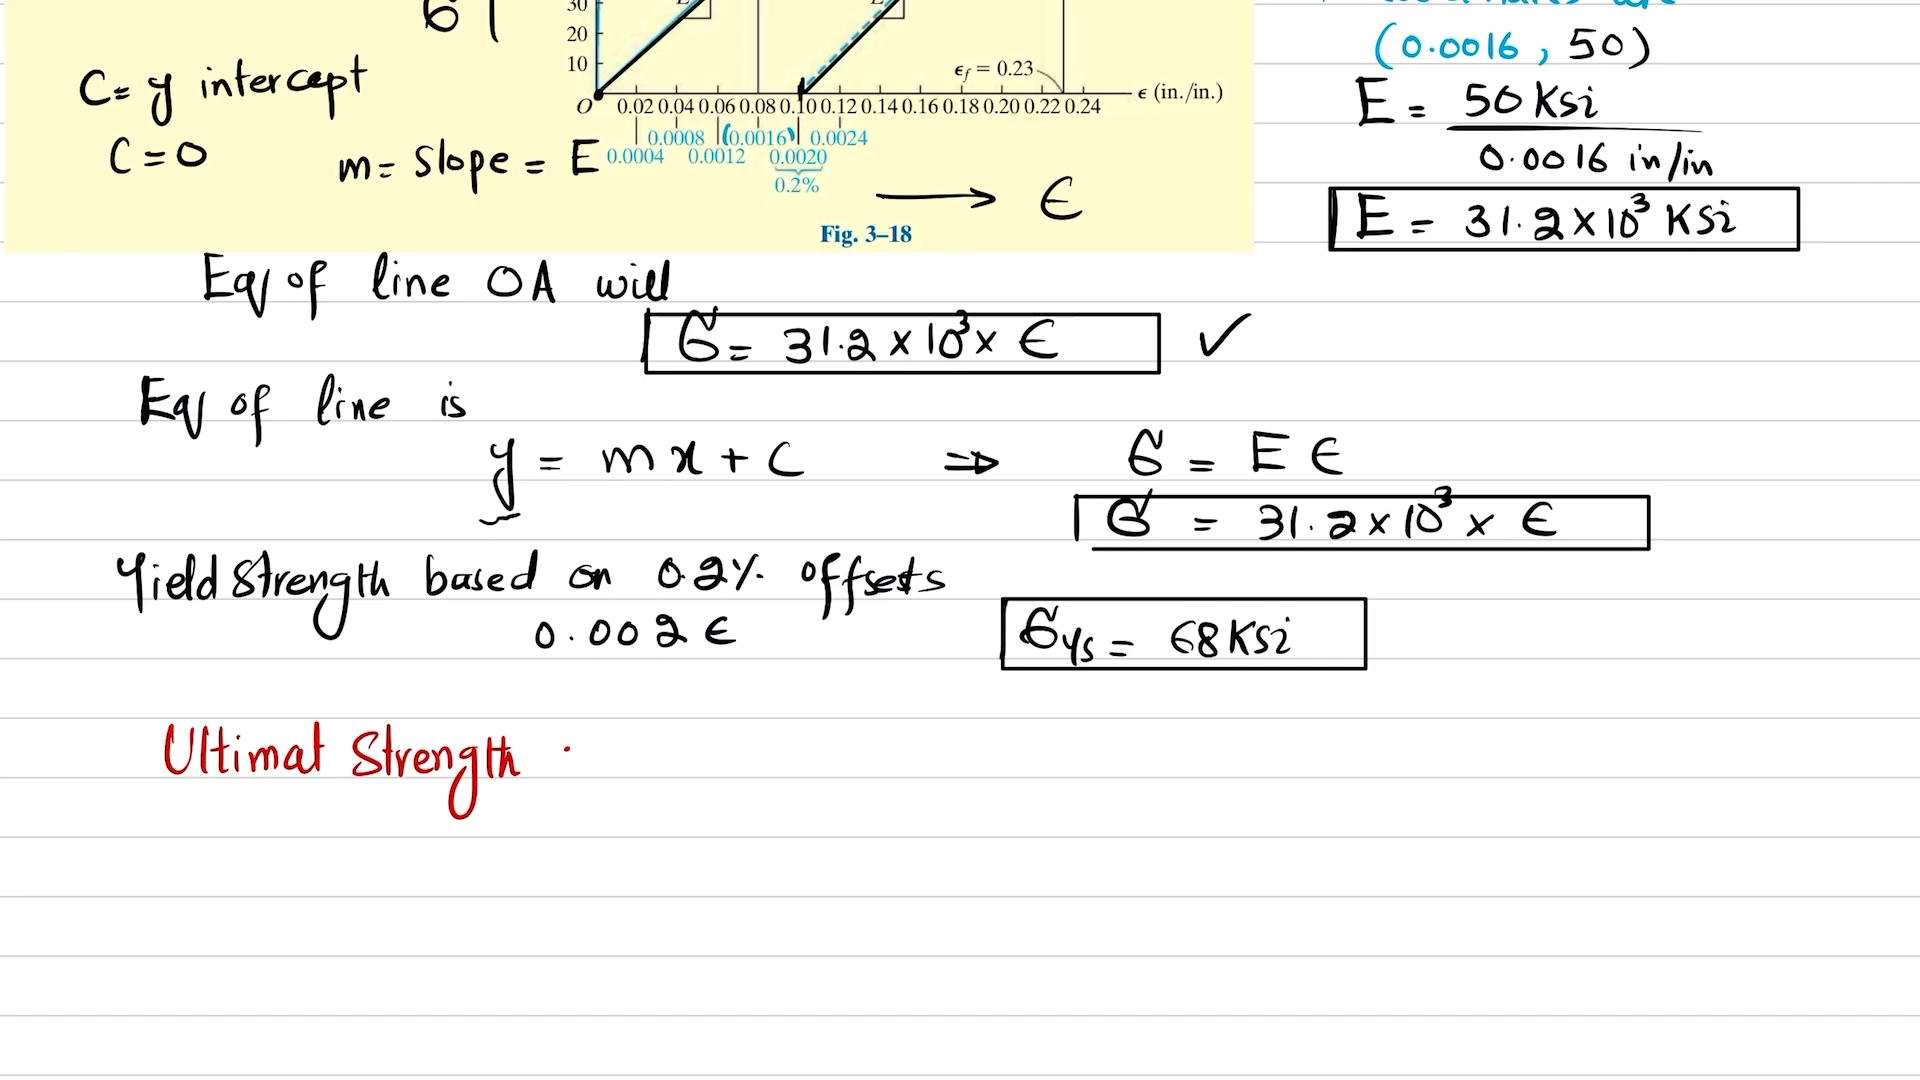 30
20
10
O
0.02 0.04 0.06 0.08 0.10 0.12 0.14 0.16 0.18 0.20 0.22 0.24
ϵ (in./in.)
ϵf = 0.23
0.0008 (0.0016) 0.0024
0.0004 0.0012 0.0020
0.2%
ϵ
Fig. 3–18
σ
C = y intercept
C = 0
m = Slope = E
(0.0016, 50)
E = 50 Ksi
0.0016 in/in
E = 31.2 × 10³ KSi
Eq of line OA will
σ = 31.2 × 10³ × ϵ ✓
Eq of line is
y = mx + c ⇒ σ = E ϵ
σ = 31.2 × 10³ × ϵ
Yield Strength based on 0.2% offsets
0.002 ϵ
σYS = 68 KSi
Ultimat Strength